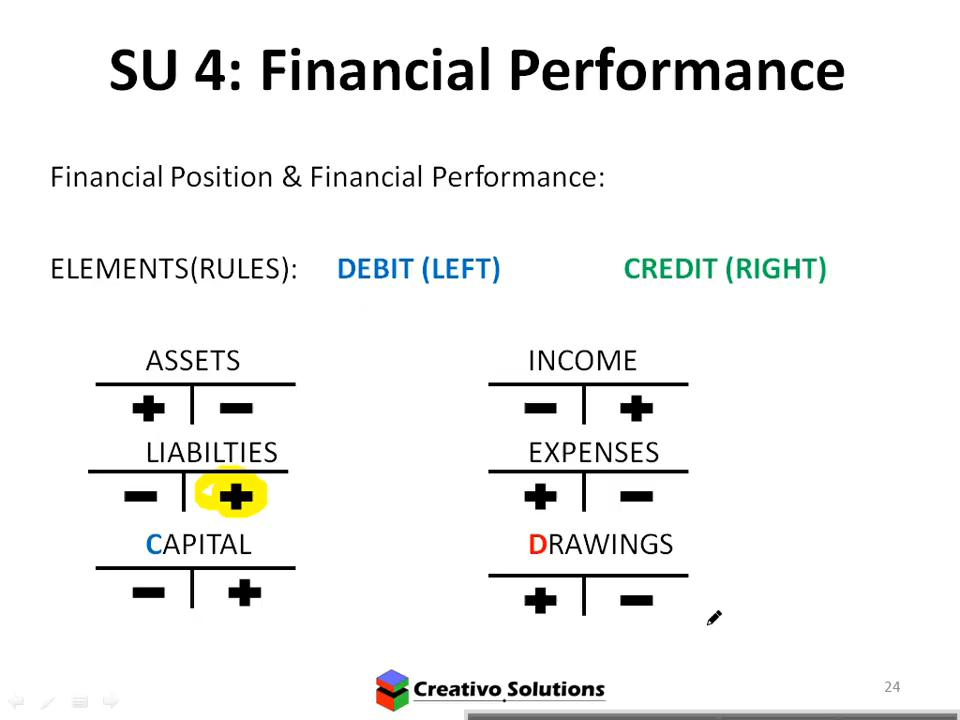 SU 4: Financial Performance
Financial Position & Financial Performance:
ELEMENTS(RULES): DEBIT (LEFT) CREDIT (RIGHT)
ASSETS INCOME
+ − − +
LIABILTIES EXPENSES
− + + −
CAPITAL DRAWINGS
− + + −
Creativo Solutions
24